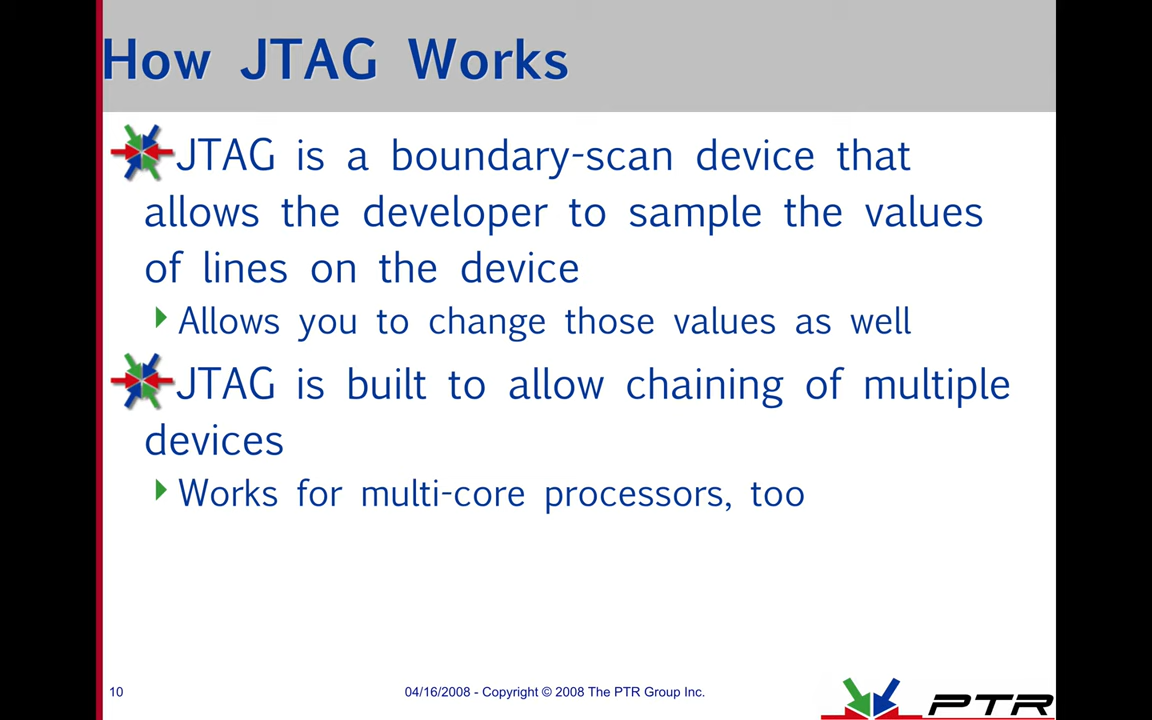 How JTAG Works
JTAG is a boundary-scan device that
allows the developer to sample the values
of lines on the device
Allows you to change those values as well
JTAG is built to allow chaining of multiple
devices
Works for multi-core processors, too
10
04/16/2008 - Copyright © 2008 The PTR Group Inc.
PTR